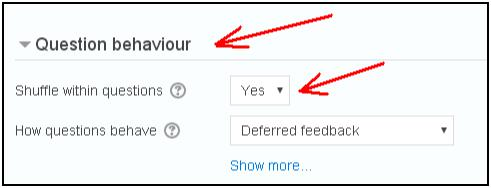 Question behaviour
Shuffle within questions Yes
How questions behave Deferred feedback
Show more...